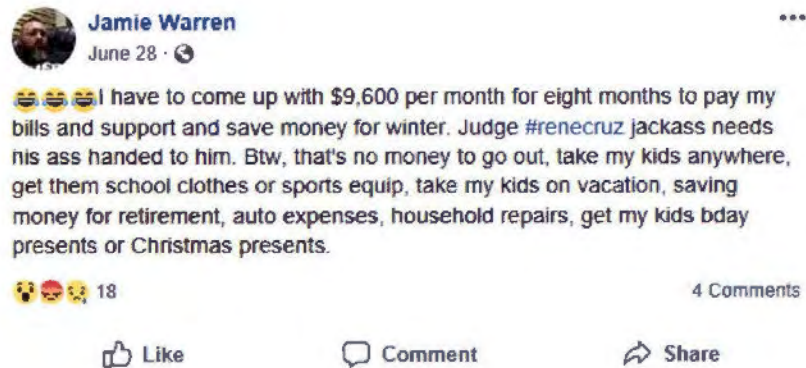 Jamie Warren
June 28 ·
😂😂😂I have to come up with $9,600 per month for eight months to pay my
bills and support and save money for winter. Judge #renecruz jackass needs
his ass handed to him. Btw, that's no money to go out, take my kids anywhere,
get them school clothes or sports equip, take my kids on vacation, saving
money for retirement, auto expenses, household repairs, get my kids bday
presents or Christmas presents.
😮😡😢 18 4 Comments
Like Comment Share